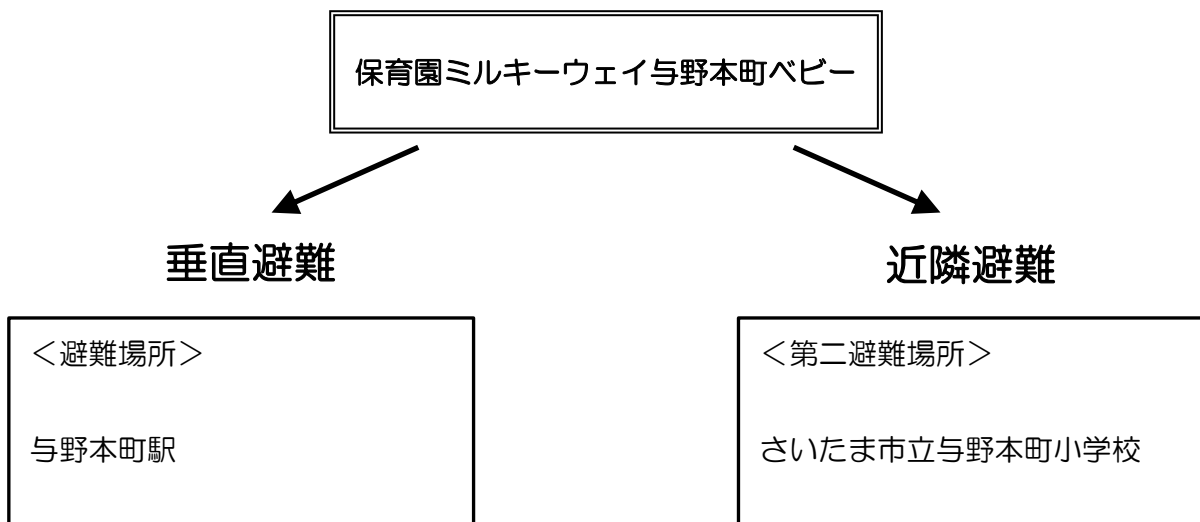 保育園ミルキーウェイ与野本町ベビー
垂直避難
近隣避難
＜避難場所＞
与野本町駅
＜第二避難場所＞
さいたま市立与野本町小学校